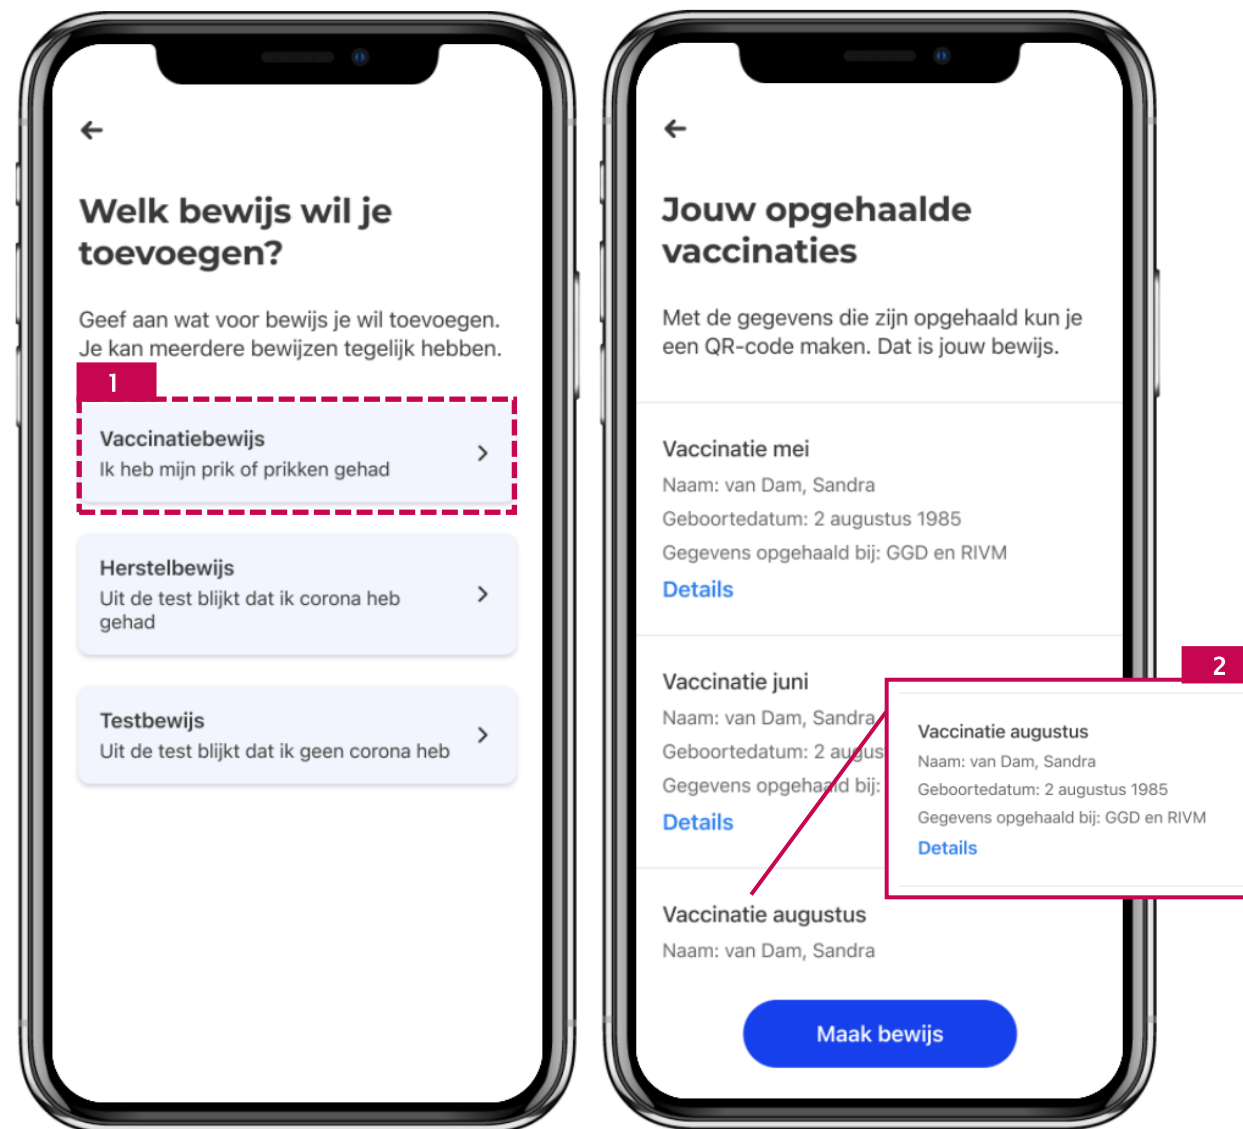 Welk bewijs wil je
toevoegen?
Geef aan wat voor bewijs je wil toevoegen.
Je kan meerdere bewijzen tegelijk hebben.
1
Vaccinatiebewijs
Ik heb mijn prik of prikken gehad
Herstelbewijs
Uit de test blijkt dat ik corona heb
gehad
Testbewijs
Uit de test blijkt dat ik geen corona heb
Jouw opgehaalde
vaccinaties
Met de gegevens die zijn opgehaald kun je
een QR-code maken. Dat is jouw bewijs.
Vaccinatie mei
Naam: van Dam, Sandra
Geboortedatum: 2 augustus 1985
Gegevens opgehaald bij: GGD en RIVM
Details
Vaccinatie juni
Naam: van Dam, Sandra
Geboortedatum: 2 augus
Gegevens opgehaald bij:
Details
Vaccinatie augustus
Naam: van Dam, Sandra
Maak bewijs
2
Vaccinatie augustus
Naam: van Dam, Sandra
Geboortedatum: 2 augustus 1985
Gegevens opgehaald bij: GGD en RIVM
Details